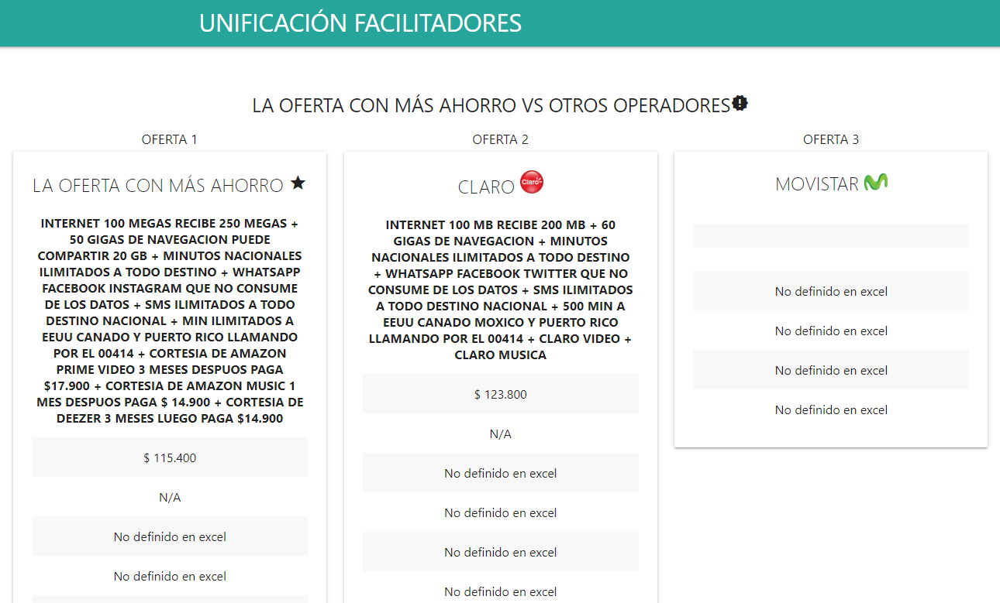 UNIFICACIÓN FACILITADORES
LA OFERTA CON MÁS AHORRO VS OTROS OPERADORES
OFERTA 1
LA OFERTA CON MÁS AHORRO
INTERNET 100 MEGAS RECIBE 250 MEGAS +
50 GIGAS DE NAVEGACION PUEDE
COMPARTIR 20 GB + MINUTOS NACIONALES
ILIMITADOS A TODO DESTINO + WHATSAPP
FACEBOOK INSTAGRAM QUE NO CONSUME
DE LOS DATOS + SMS ILIMITADOS A TODO
DESTINO NACIONAL + MIN ILIMITADOS A
EEUU CANADO Y PUERTO RICO LLAMANDO
POR EL 00414 + CORTESIA DE AMAZON
PRIME VIDEO 3 MESES DESPUOS PAGA
$17.900 + CORTESIA DE AMAZON MUSIC 1
MES DESPUOS PAGA $ 14.900 + CORTESIA DE
DEEZER 3 MESES LUEGO PAGA $14.900
$ 115.400
N/A
No definido en excel
No definido en excel
OFERTA 2
CLARO Claro
INTERNET 100 MB RECIBE 200 MB + 60
GIGAS DE NAVEGACION + MINUTOS
NACIONALES ILIMITADOS A TODO DESTINO
+ WHATSAPP FACEBOOK TWITTER QUE NO
CONSUME DE LOS DATOS + SMS ILIMITADOS
A TODO DESTINO NACIONAL + 500 MIN A
EEUU CANADO MOXICO Y PUERTO RICO
LLAMANDO POR EL 00414 + CLARO VIDEO +
CLARO MUSICA
$ 123.800
N/A
No definido en excel
No definido en excel
No definido en excel
No definido en excel
OFERTA 3
MOVISTAR
No definido en excel
No definido en excel
No definido en excel
No definido en excel